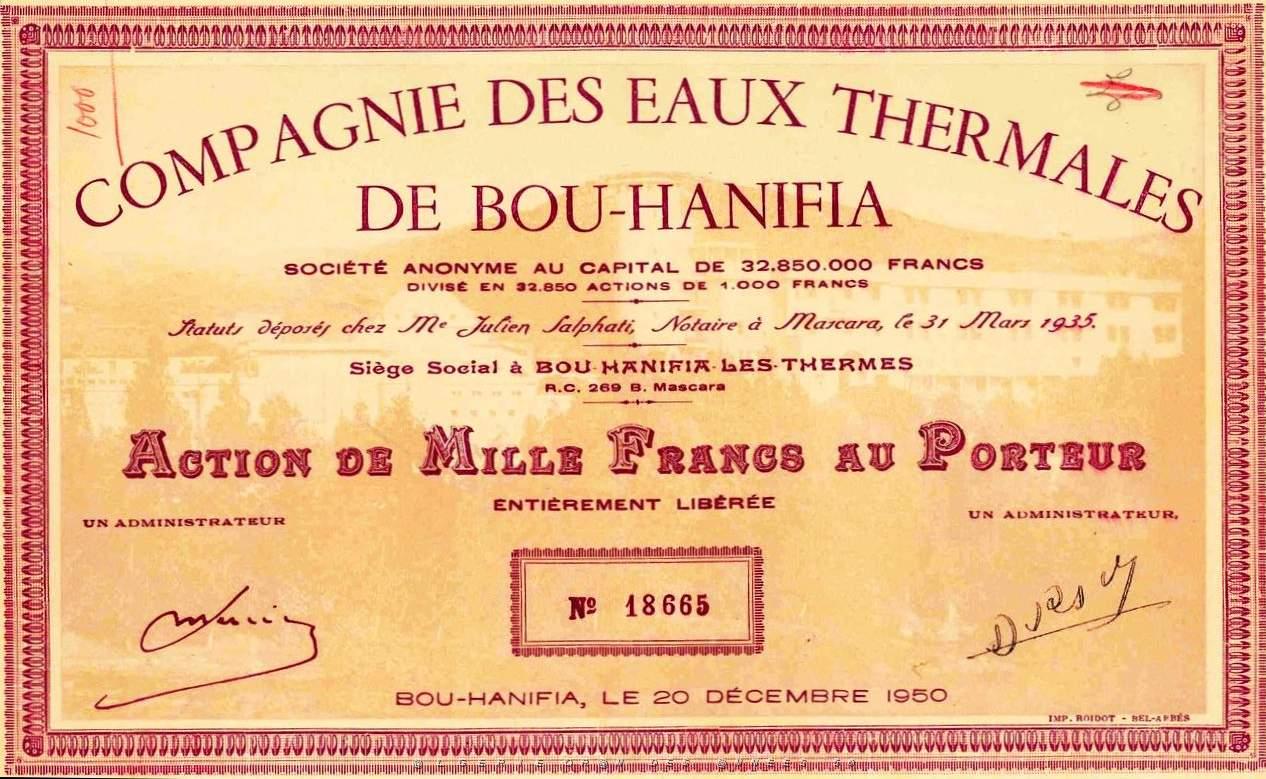 1000
COMPAGNIE DES EAUX THERMALES
DE BOU-HANIFIA
SOCIÉTÉ ANONYME AU CAPITAL DE 32.850.000 FRANCS
DIVISÉ EN 32.850 ACTIONS DE 1.000 FRANCS
Statuts déposés chez Me Julien Salphati, Notaire à Mascara, le 31 Mars 1935.
Siège Social à BOU-HANIFIA-LES-THERMES
R.C. 269 B. Mascara
ACTION DE MILLE FRANCS AU PORTEUR
ENTIÈREMENT LIBÉRÉE
UN ADMINISTRATEUR
UN ADMINISTRATEUR.
Nº 18665
BOU-HANIFIA, LE 20 DÉCEMBRE 1950
IMP. ROIDOT - BEL-ABBÈS